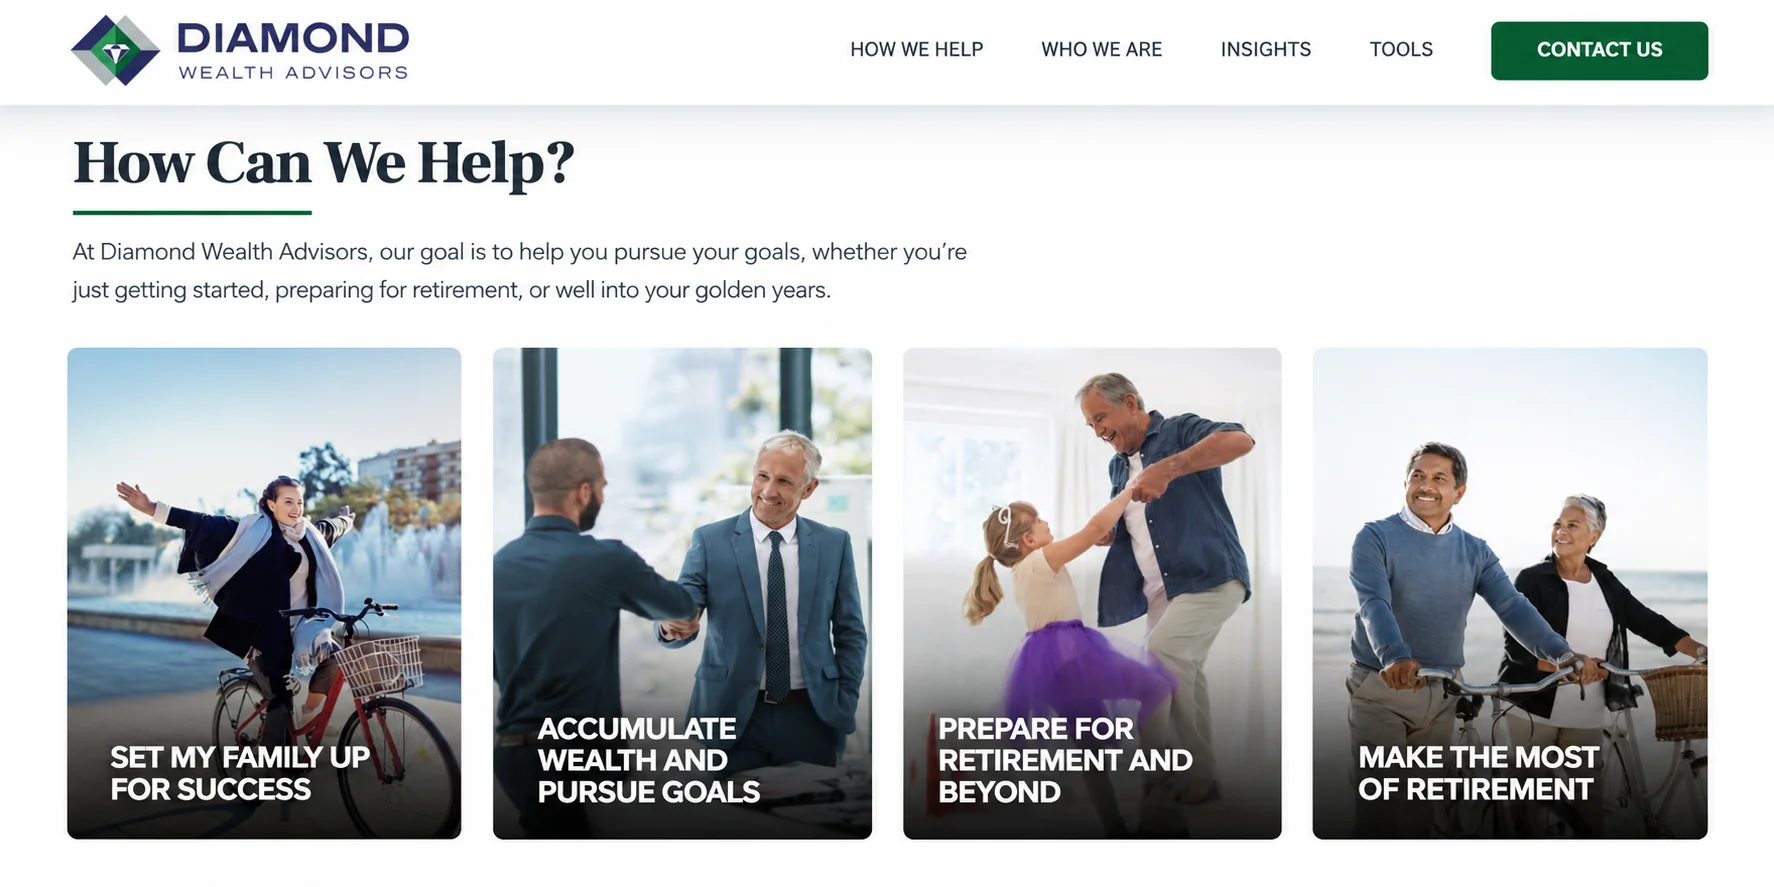 DIAMOND
WEALTH ADVISORS
HOW WE HELP
WHO WE ARE
INSIGHTS
TOOLS
CONTACT US
How Can We Help?
At Diamond Wealth Advisors, our goal is to help you pursue your goals, whether you’re
just getting started, preparing for retirement, or well into your golden years.
SET MY FAMILY UP
FOR SUCCESS
ACCUMULATE
WEALTH AND
PURSUE GOALS
PREPARE FOR
RETIREMENT AND
BEYOND
MAKE THE MOST
OF RETIREMENT